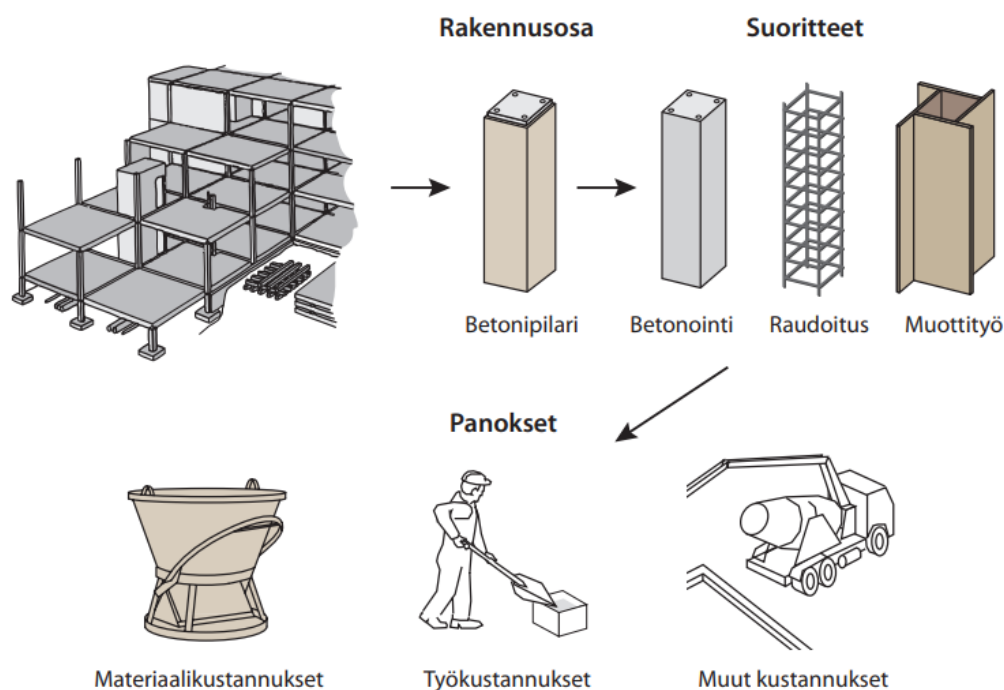 Rakennusosa
Suoritteet
Betonipilari
Betonointi
Raudoitus
Muottityö
Panokset
Materiaalikustannukset
Työkustannukset
Muut kustannukset